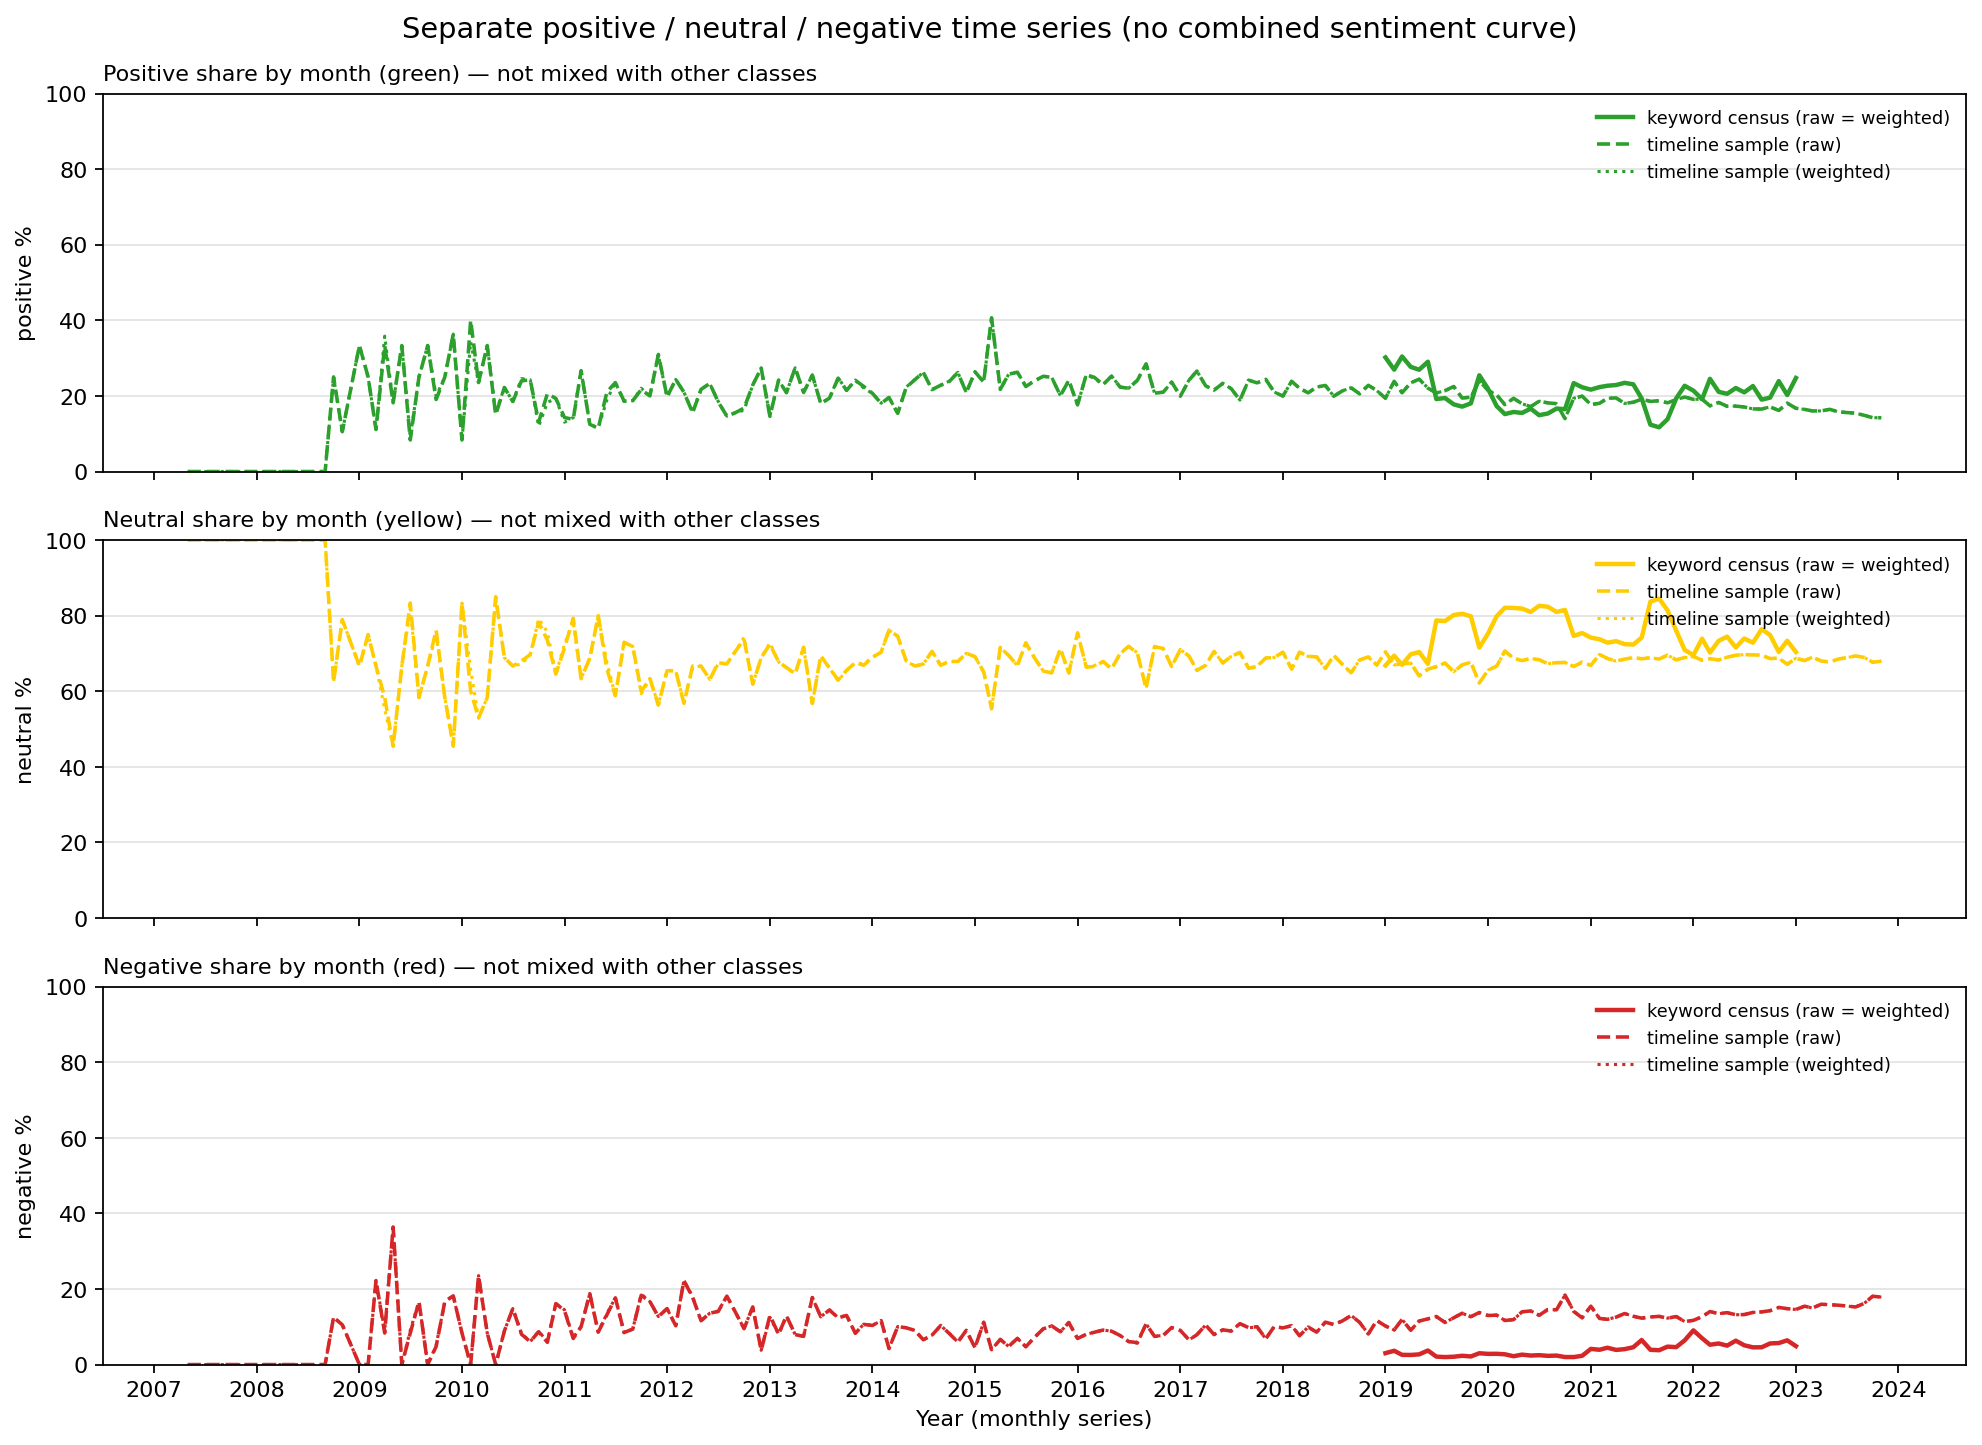 Separate positive / neutral / negative time series (no combined sentiment curve)
Positive share by month (green) — not mixed with other classes
100
80
60
40
20
0
positive %
keyword census (raw = weighted)
timeline sample (raw)
timeline sample (weighted)
Neutral share by month (yellow) — not mixed with other classes
100
80
60
40
20
0
neutral %
keyword census (raw = weighted)
timeline sample (raw)
timeline sample (weighted)
Negative share by month (red) — not mixed with other classes
100
80
60
40
20
0
negative %
keyword census (raw = weighted)
timeline sample (raw)
timeline sample (weighted)
2007 2008 2009 2010 2011 2012 2013 2014 2015 2016 2017 2018 2019 2020 2021 2022 2023 2024
Year (monthly series)